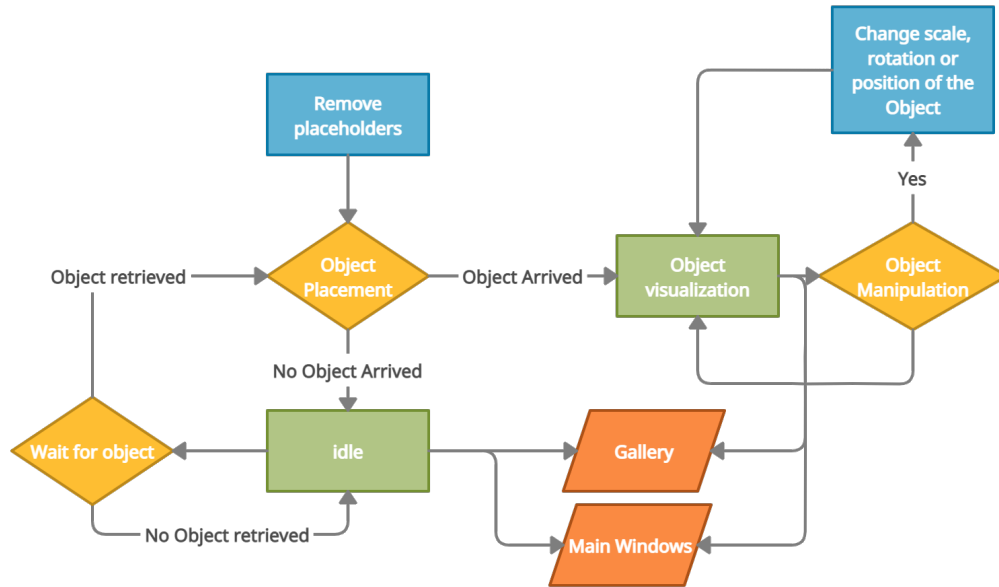 Change scale,
rotation or
position of the
Object
Remove
placeholders
Yes
Object retrieved
Object
Placement
Object Arrived
Object
visualization
Object
Manipulation
No Object Arrived
Wait for object
idle
Gallery
No Object retrieved
Main Windows